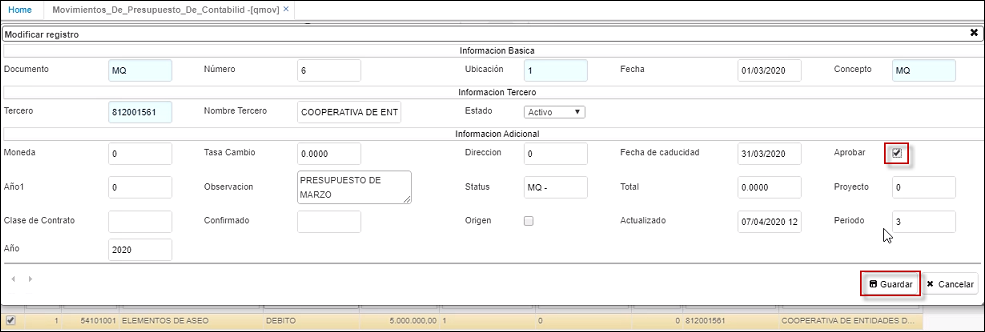 Home Movimientos_De_Presupuesto_De_Contabilid -[qmov] ×
Modificar registro ×
Informacion Basica
Documento MQ Número 6 Ubicación 1 Fecha 01/03/2020 Concepto MQ
Informacion Tercero
Tercero 812001561 Nombre Tercero COOPERATIVA DE ENT Estado Activo
Informacion Adicional
Moneda 0 Tasa Cambio 0.0000 Direccion 0 Fecha de caducidad 31/03/2020 Aprobar
Año1 0 Observacion PRESUPUESTO DE MARZO Status MQ - Total 0.0000 Proyecto 0
Clase de Contrato Confirmado Origen Actualizado 07/04/2020 12 Periodo 3
Año 2020
Guardar × Cancelar
1 54101001 ELEMENTOS DE ASEO DEBITO 5.000.000,00 1 0 0 812001561 COOPERATIVA DE ENTIDADES D...